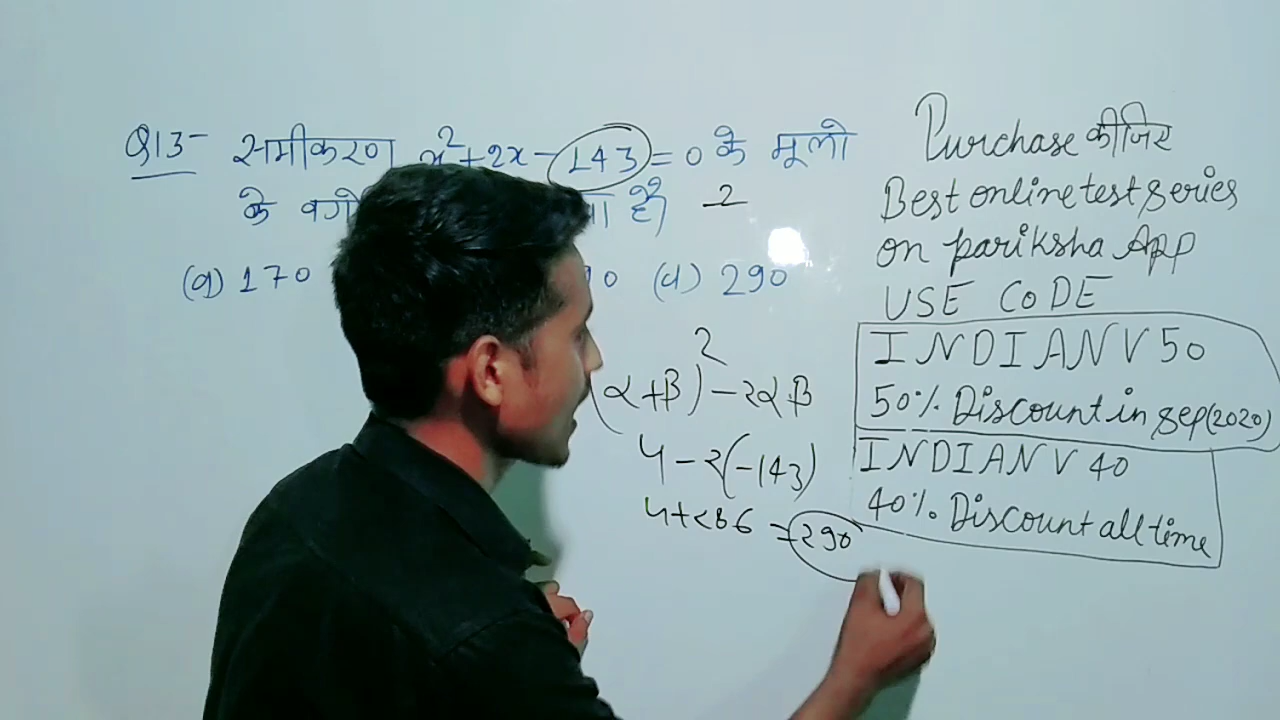 Q13- समीकरण x²+2x-143=0 के मूलो
के वर्गो है 2
(a) 170 (d) 290
(α+β)² -2αβ
4-2(-143)
4+286 =290
Purchase कीजिए
Best online test series
on pariksha App
USE CODE
INDIANV50
50% Discount in sep(2020)
INDIANV40
40% Discount all time